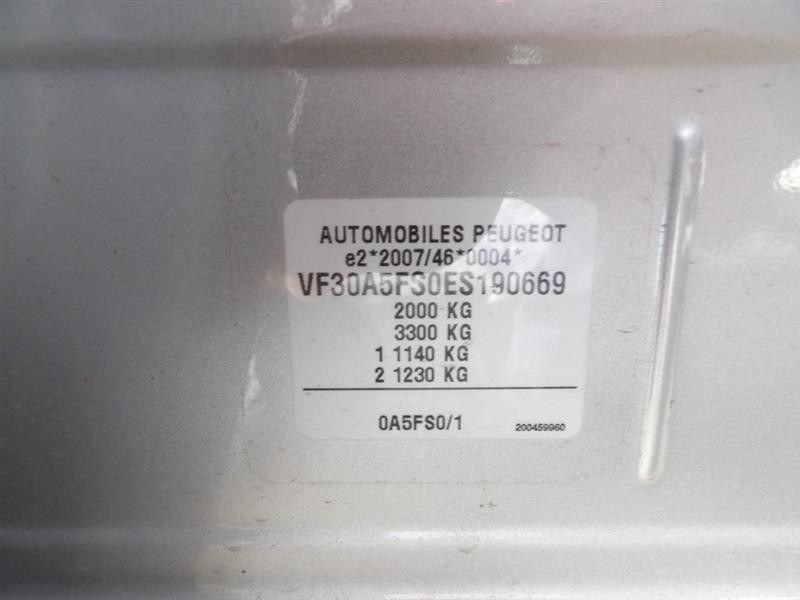 AUTOMOBILES PEUGEOT
e2*2007/46*0004*
VF30A5FS0ES190669
2000 KG
3300 KG
1 1140 KG
2 1230 KG
0A5FS0/1
200459960